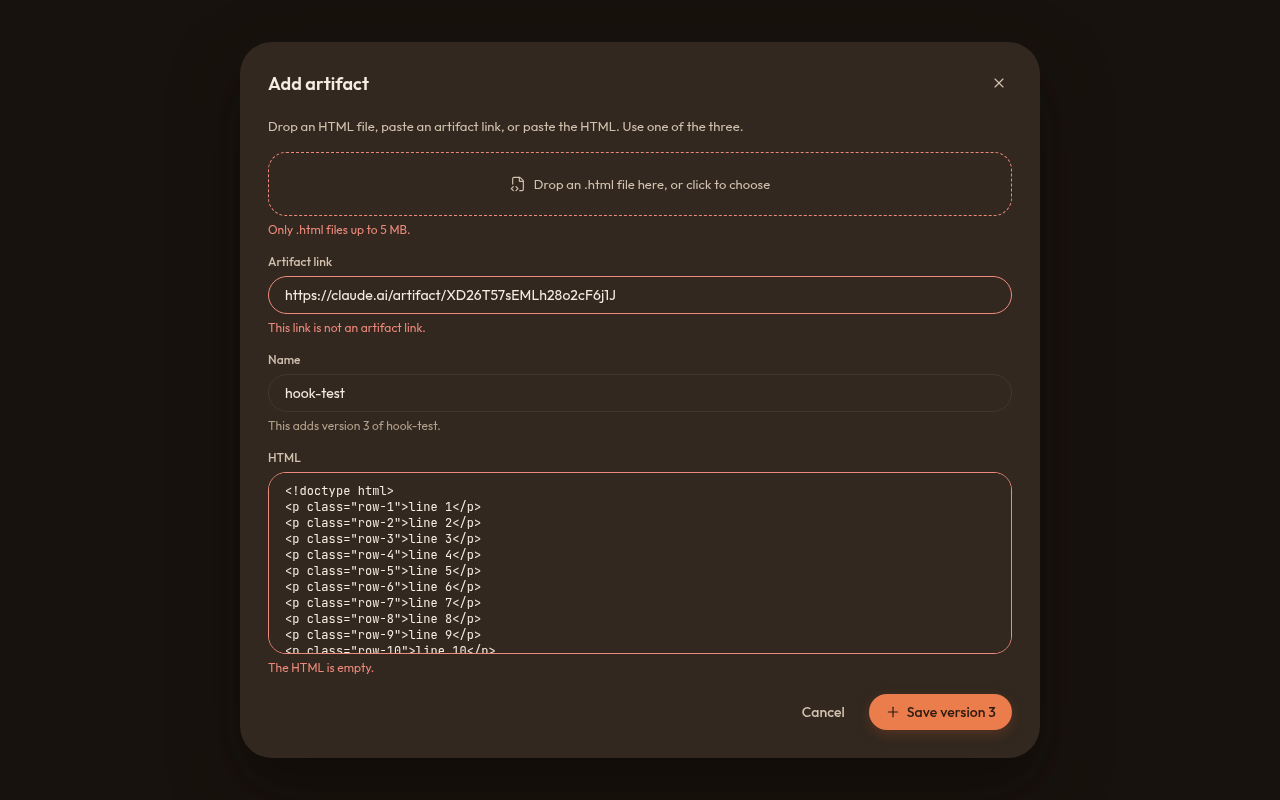 Add artifact
Drop an HTML file, paste an artifact link, or paste the HTML. Use one of the three.
Drop an .html file here, or click to choose
Only .html files up to 5 MB.
Artifact link
https://claude.ai/artifact/XD26T57sEMLh28o2cF6j1J
This link is not an artifact link.
Name
hook-test
This adds version 3 of hook-test.
HTML
<!doctype html>
<p class="row-1">line 1</p>
<p class="row-2">line 2</p>
<p class="row-3">line 3</p>
<p class="row-4">line 4</p>
<p class="row-5">line 5</p>
<p class="row-6">line 6</p>
<p class="row-7">line 7</p>
<p class="row-8">line 8</p>
<p class="row-9">line 9</p>
<p class="row-10">line 10</p>
The HTML is empty.
Cancel
Save version 3